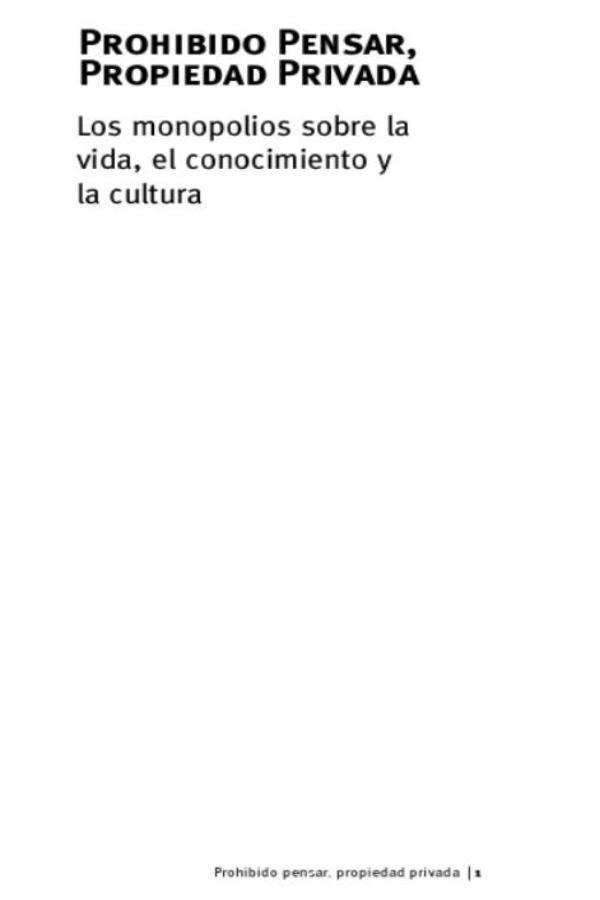 PROHIBIDO PENSAR,
PROPIEDAD PRIVADA
Los monopolios sobre la
vida, el conocimiento y
la cultura
Prohibido pensar, propiedad privada | 1